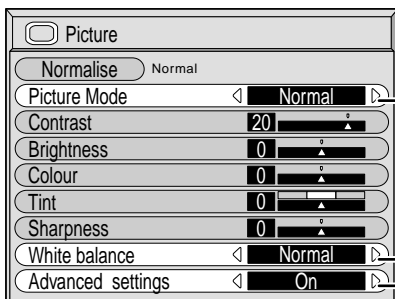 Picture
Normalise Normal
Picture Mode Normal
Contrast 20
Brightness 0
Colour 0
Tint 0
Sharpness 0
White balance Normal
Advanced settings On